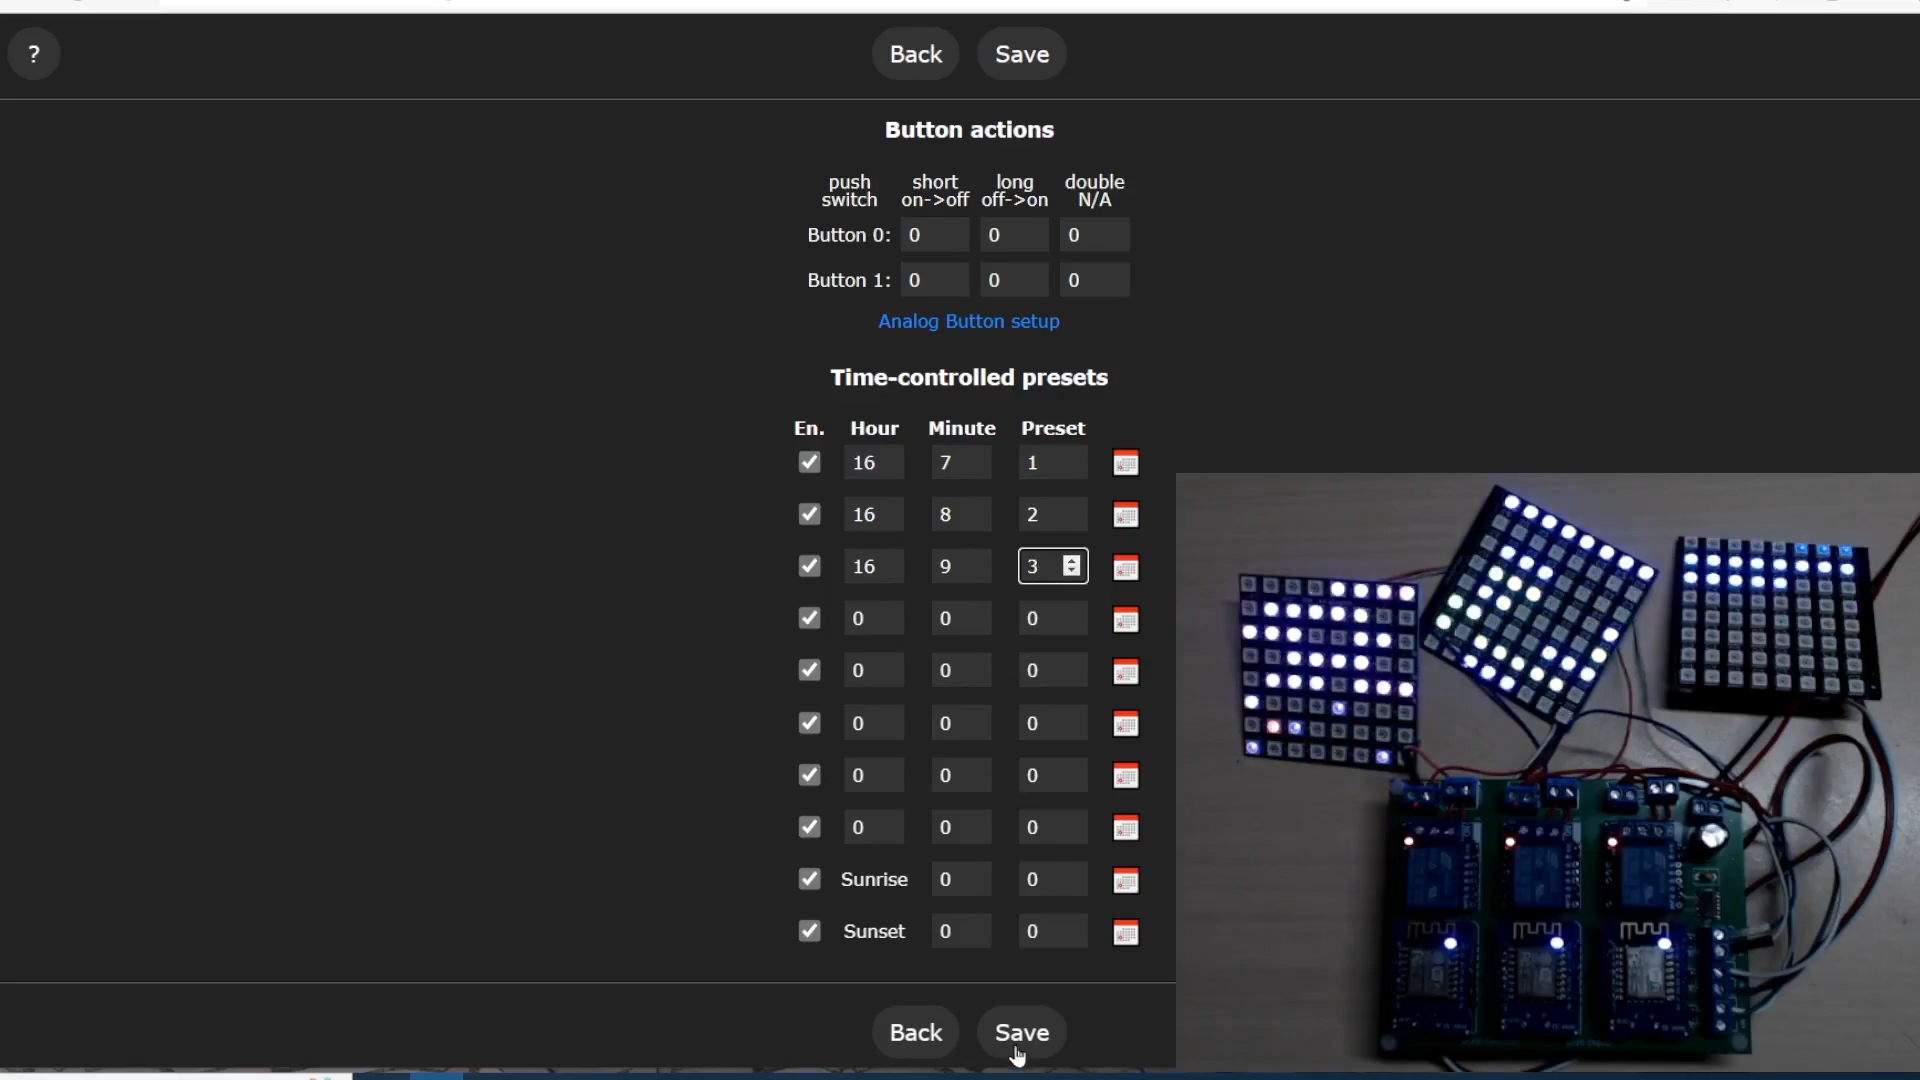 ?
Back Save
Button actions
push short long double
switch on->off off->on N/A
Button 0: 0 0 0
Button 1: 0 0 0
Analog Button setup
Time-controlled presets
En. Hour Minute Preset
16 7 1
16 8 2
16 9 3
0 0 0
0 0 0
0 0 0
0 0 0
0 0 0
Sunrise 0 0
Sunset 0 0
Back Save